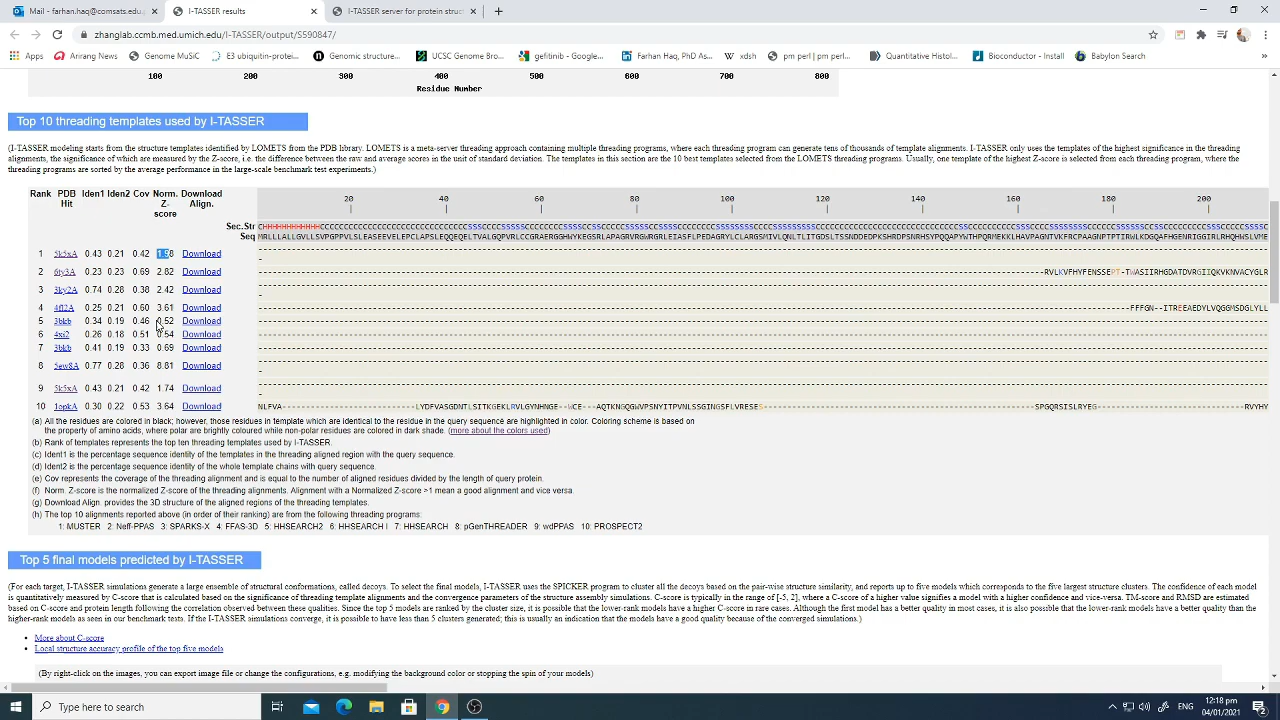 Mail - farhan.haq@comsats.edu.
I-TASSER results
I-TASSER server for protein struc
zhanglab.ccmb.med.umich.edu/I-TASSER/output/S590847/
Apps
Arirang News
Genome MuSiC
E3 ubiquitin-protei...
Genomic structure...
UCSC Genome Bro...
gefitinib - Google...
Farhan Haq, PhD As...
xdsh
pm perl | pm perl...
Quantitative Histol...
Bioconductor - Install
Babylon Search
100 200 300 400 500 600 700 800
Residue Number
Top 10 threading templates used by I-TASSER
(I-TASSER modeling starts from the structure templates identified by LOMETS from the PDB library. LOMETS is a meta-server threading approach containing multiple threading programs, where each threading program can generate tens of thousands of template alignments. I-TASSER only uses the templates of the highest significance in the threading
alignments, the significance of which are measured by the Z-score, i.e. the difference between the raw and average scores in the unit of standard deviation. The templates in this section are the 10 best templates selected from the LOMETS threading programs. Usually, one template of the highest Z-score is selected from each threading program, where the
threading programs are sorted by the average performance in the large-scale benchmark test experiments.)
Rank PDB Hit Iden1 Iden2 Cov Norm. Z-score Download Align.
20 40 60 80 100 120 140 160 180 200
Sec.Str
Seq
1 5k5xA 0.43 0.21 0.42 1.98 Download
2 6ty3A 0.23 0.23 0.69 2.82 Download
3 3ky2A 0.74 0.28 0.38 2.42 Download
4 4fl2A 0.25 0.21 0.60 3.61 Download
5 3bkb 0.34 0.19 0.46 0.52 Download
6 4xi2 0.26 0.18 0.51 0.54 Download
7 3bkb 0.41 0.19 0.33 0.69 Download
8 5ew8A 0.77 0.28 0.36 8.81 Download
9 5k5xA 0.43 0.21 0.42 1.74 Download
10 1opkA 0.30 0.22 0.53 3.64 Download
(a) All the residues are colored in black; however, those residues in template which are identical to the residue in the query sequence are highlighted in color. Coloring scheme is based on
the property of amino acids, where polar are brightly coloured while non-polar residues are colored in dark shade. (more about the colors used)
(b) Rank of templates represents the top ten threading templates used by I-TASSER.
(c) Ident1 is the percentage sequence identity of the templates in the threading aligned region with the query sequence.
(d) Ident2 is the percentage sequence identity of the whole template chains with query sequence.
(e) Cov represents the coverage of the threading alignment and is equal to the number of aligned residues divided by the length of query protein.
(f) Norm. Z-score is the normalized Z-score of the threading alignments. Alignment with a Normalized Z-score >1 mean a good alignment and vice versa.
(g) Download Align. provides the 3D structure of the aligned regions of the threading templates.
(h) The top 10 alignments reported above (in order of their ranking) are from the following threading programs:
1: MUSTER 2: Neff-PPAS 3: SPARKS-X 4: FFAS-3D 5: HHSEARCH2 6: HHSEARCH I 7: HHSEARCH 8: pGenTHREADER 9: wdPPAS 10: PROSPECT2
Top 5 final models predicted by I-TASSER
(For each target, I-TASSER simulations generate a large ensemble of structural conformations, called decoys. To select the final models, I-TASSER uses the SPICKER program to cluster all the decoys based on the pair-wise structure similarity, and reports up to five models which corresponds to the five largest structure clusters. The confidence of each model
is quantitatively measured by C-score that is calculated based on the significance of threading template alignments and the convergence parameters of the structure assembly simulations. C-score is typically in the range of [-5, 2], where a C-score of a higher value signifies a model with a higher confidence and vice-versa. TM-score and RMSD are estimated
based on C-score and protein length following the correlation observed between these qualities. Since the top 5 models are ranked by the cluster size, it is possible that the lower-rank models have a higher C-score in rare cases. Although the first model has a better quality in most cases, it is also possible that the lower-rank models have a better quality than the
higher-rank models as seen in our benchmark tests. If the I-TASSER simulations converge, it is possible to have less than 5 clusters generated; this is usually an indication that the models have a good quality because of the converged simulations.)
More about C-score
Local structure accuracy profile of the top five models
(By right-click on the images, you can export image file or change the configurations, e.g. modifying the background color or stopping the spin of your models)
Type here to search
ENG
12:18 pm
04/01/2021